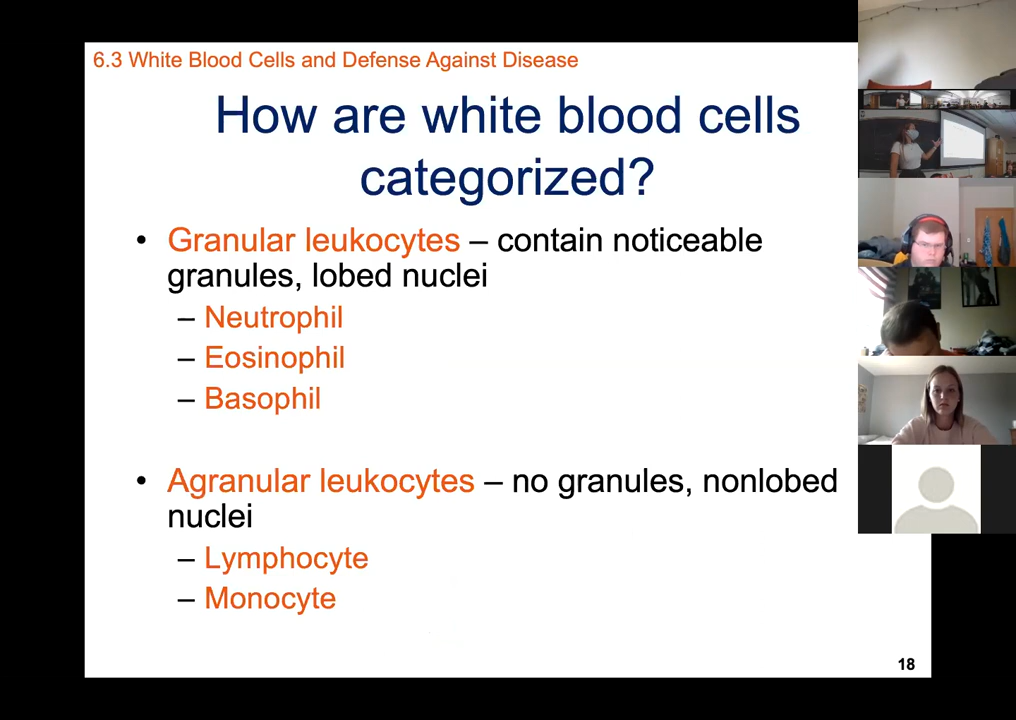 6.3 White Blood Cells and Defense Against Disease
How are white blood cells
categorized?
• Granular leukocytes – contain noticeable
granules, lobed nuclei
– Neutrophil
– Eosinophil
– Basophil
• Agranular leukocytes – no granules, nonlobed
nuclei
– Lymphocyte
– Monocyte
18